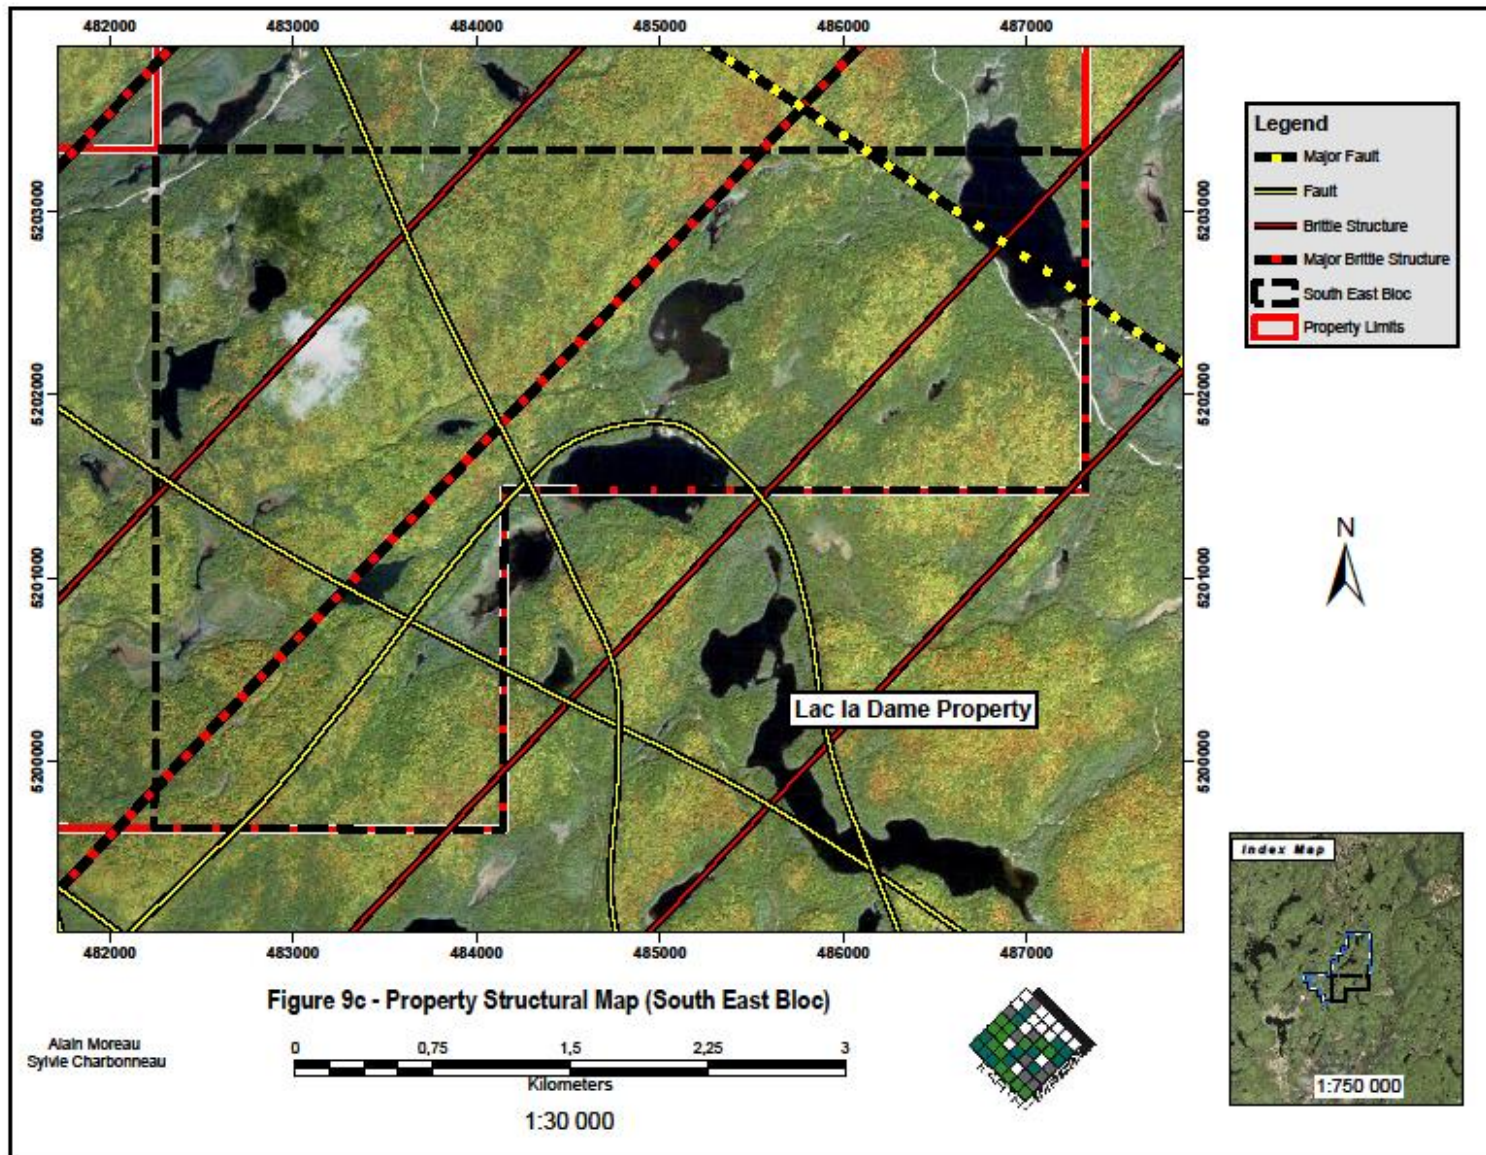 482000 483000 484000 485000 486000 487000
5203000
5202000
5201000
5200000
5203000
5202000
5201000
5200000
Legend
Major Fault
Fault
Brittle Structure
Major Brittle Structure
South East Bloc
Property Limits
N
Lac la Dame Property
482000 483000 484000 485000 486000 487000
Figure 9c - Property Structural Map (South East Bloc)
Alain Moreau
Sylvie Charbonneau
0 0,75 1,5 2,25 3
Kilometers
1:30 000
Index Map
1:750 000